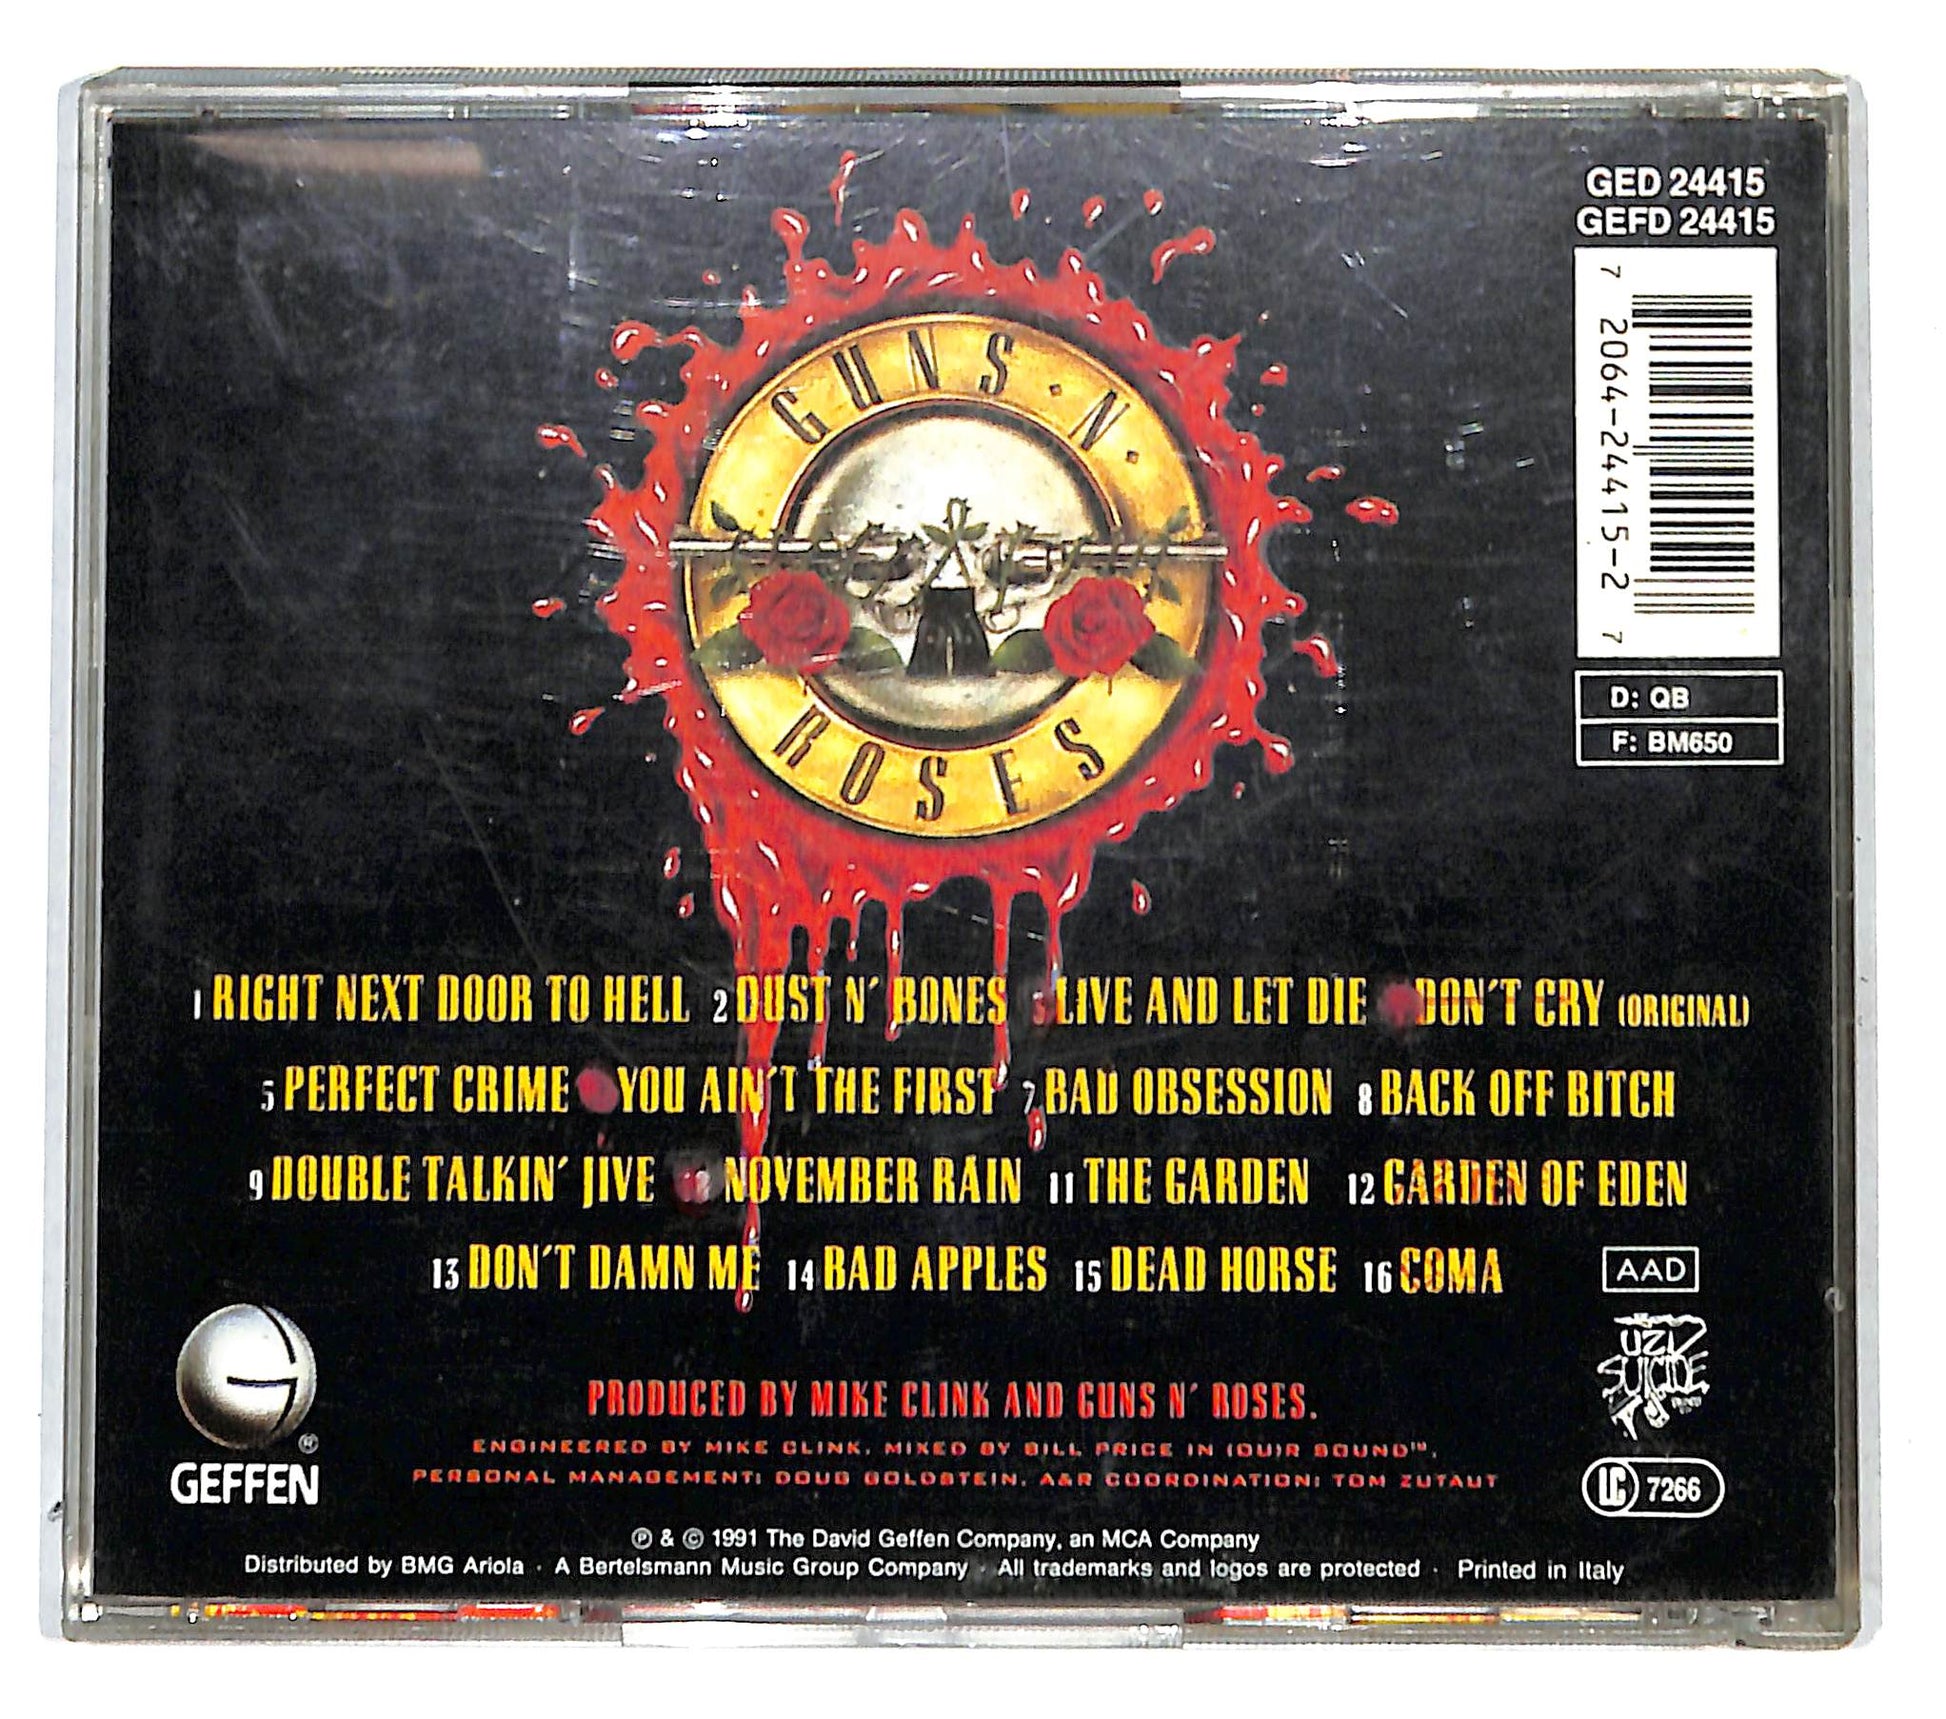 GED 24415
GEFD 24415
7 2064-24415-2 7
D: QB
F: BM650
GUNS · N ·
ROSES
1 RIGHT NEXT DOOR TO HELL 2 DUST N' BONES 3 LIVE AND LET DIE DON'T CRY (ORIGINAL)
5 PERFECT CRIME YOU AIN'T THE FIRST 7 BAD OBSESSION 8 BACK OFF BITCH
9 DOUBLE TALKIN' JIVE 10 NOVEMBER RAIN 11 THE GARDEN 12 GARDEN OF EDEN
13 DON'T DAMN ME 14 BAD APPLES 15 DEAD HORSE 16 COMA
AAD
UZI
SUICIDE
PRODUCED BY MIKE CLINK AND GUNS N' ROSES.
ENGINEERED BY MIKE CLINK. MIXED BY BILL PRICE IN (OU)R SOUND™.
PERSONAL MANAGEMENT: DOUG GOLDSTEIN. A&R COORDINATION: TOM ZUTAUT
®
GEFFEN
LC 7266
℗ & © 1991 The David Geffen Company, an MCA Company
Distributed by BMG Ariola · A Bertelsmann Music Group Company · All trademarks and logos are protected · Printed in Italy